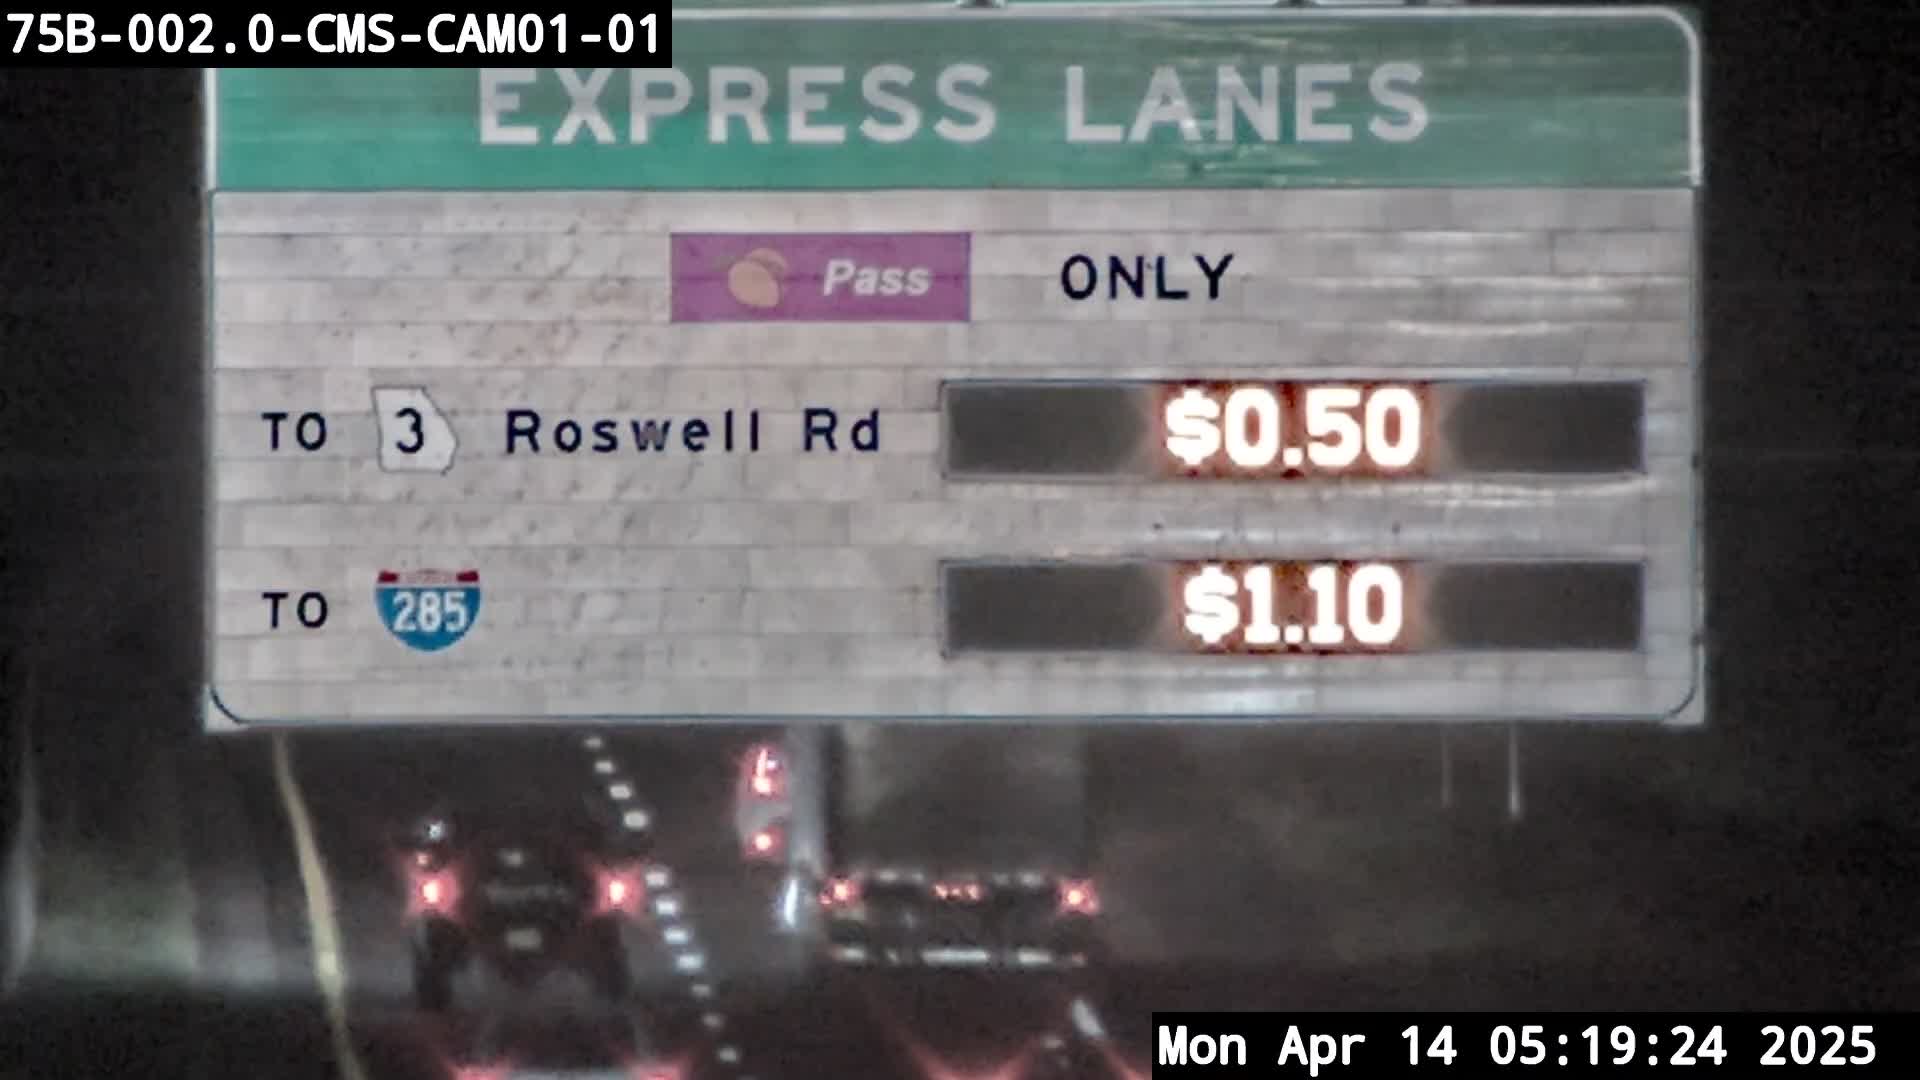 75B-002.0-CMS-CAM01-01
EXPRESS LANES
Pass ONLY
TO 3 Roswell Rd $0.50
TO 285 $1.10
Mon Apr 14 05:19:24 2025